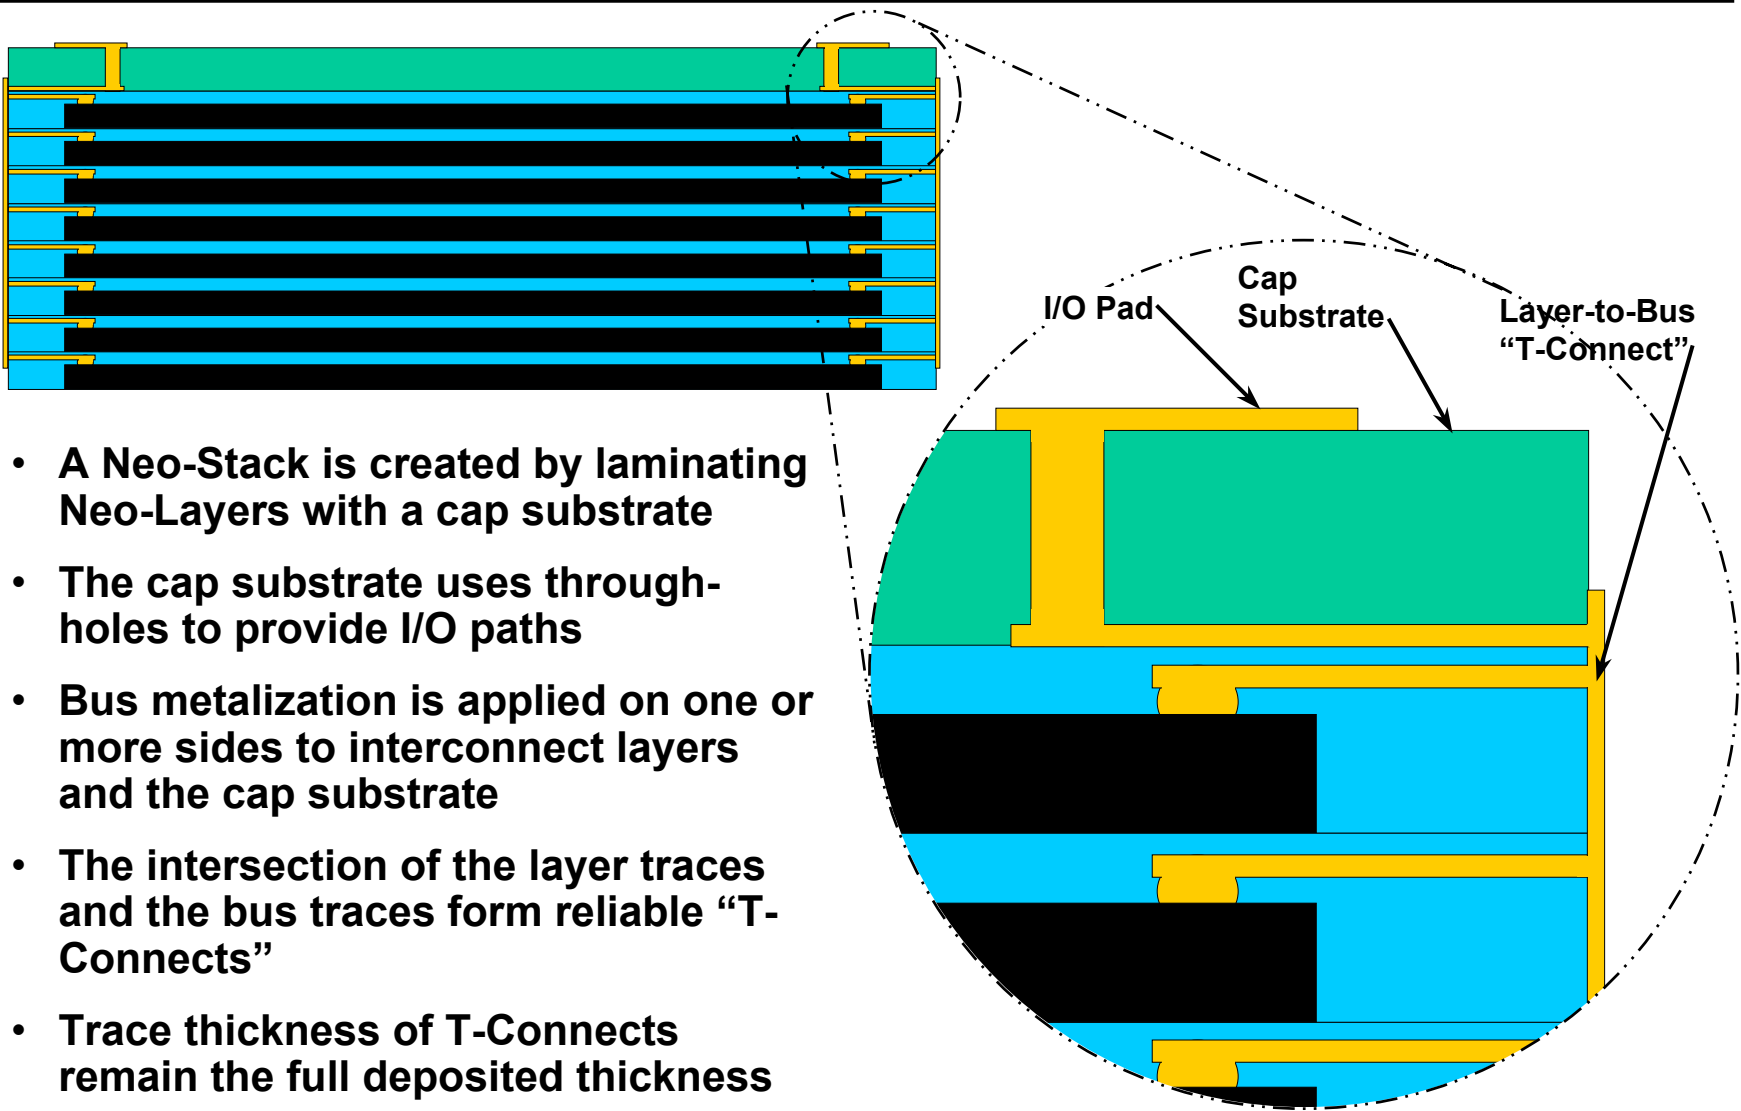 I/O Pad
Cap
Substrate
Layer-to-Bus
“T-Connect”
• A Neo-Stack is created by laminating
Neo-Layers with a cap substrate
• The cap substrate uses through-
holes to provide I/O paths
• Bus metalization is applied on one or
more sides to interconnect layers
and the cap substrate
• The intersection of the layer traces
and the bus traces form reliable “T-
Connects”
• Trace thickness of T-Connects
remain the full deposited thickness